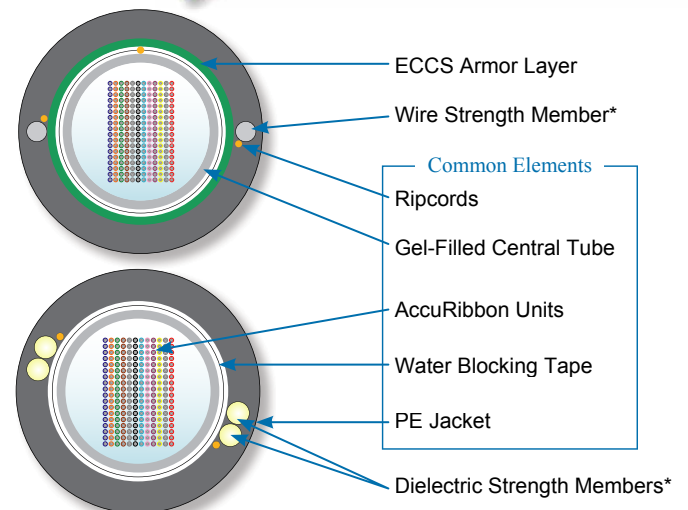 ECCS Armor Layer
Wire Strength Member*
Common Elements
Ripcords
Gel-Filled Central Tube
AccuRibbon Units
Water Blocking Tape
PE Jacket
Dielectric Strength Members*